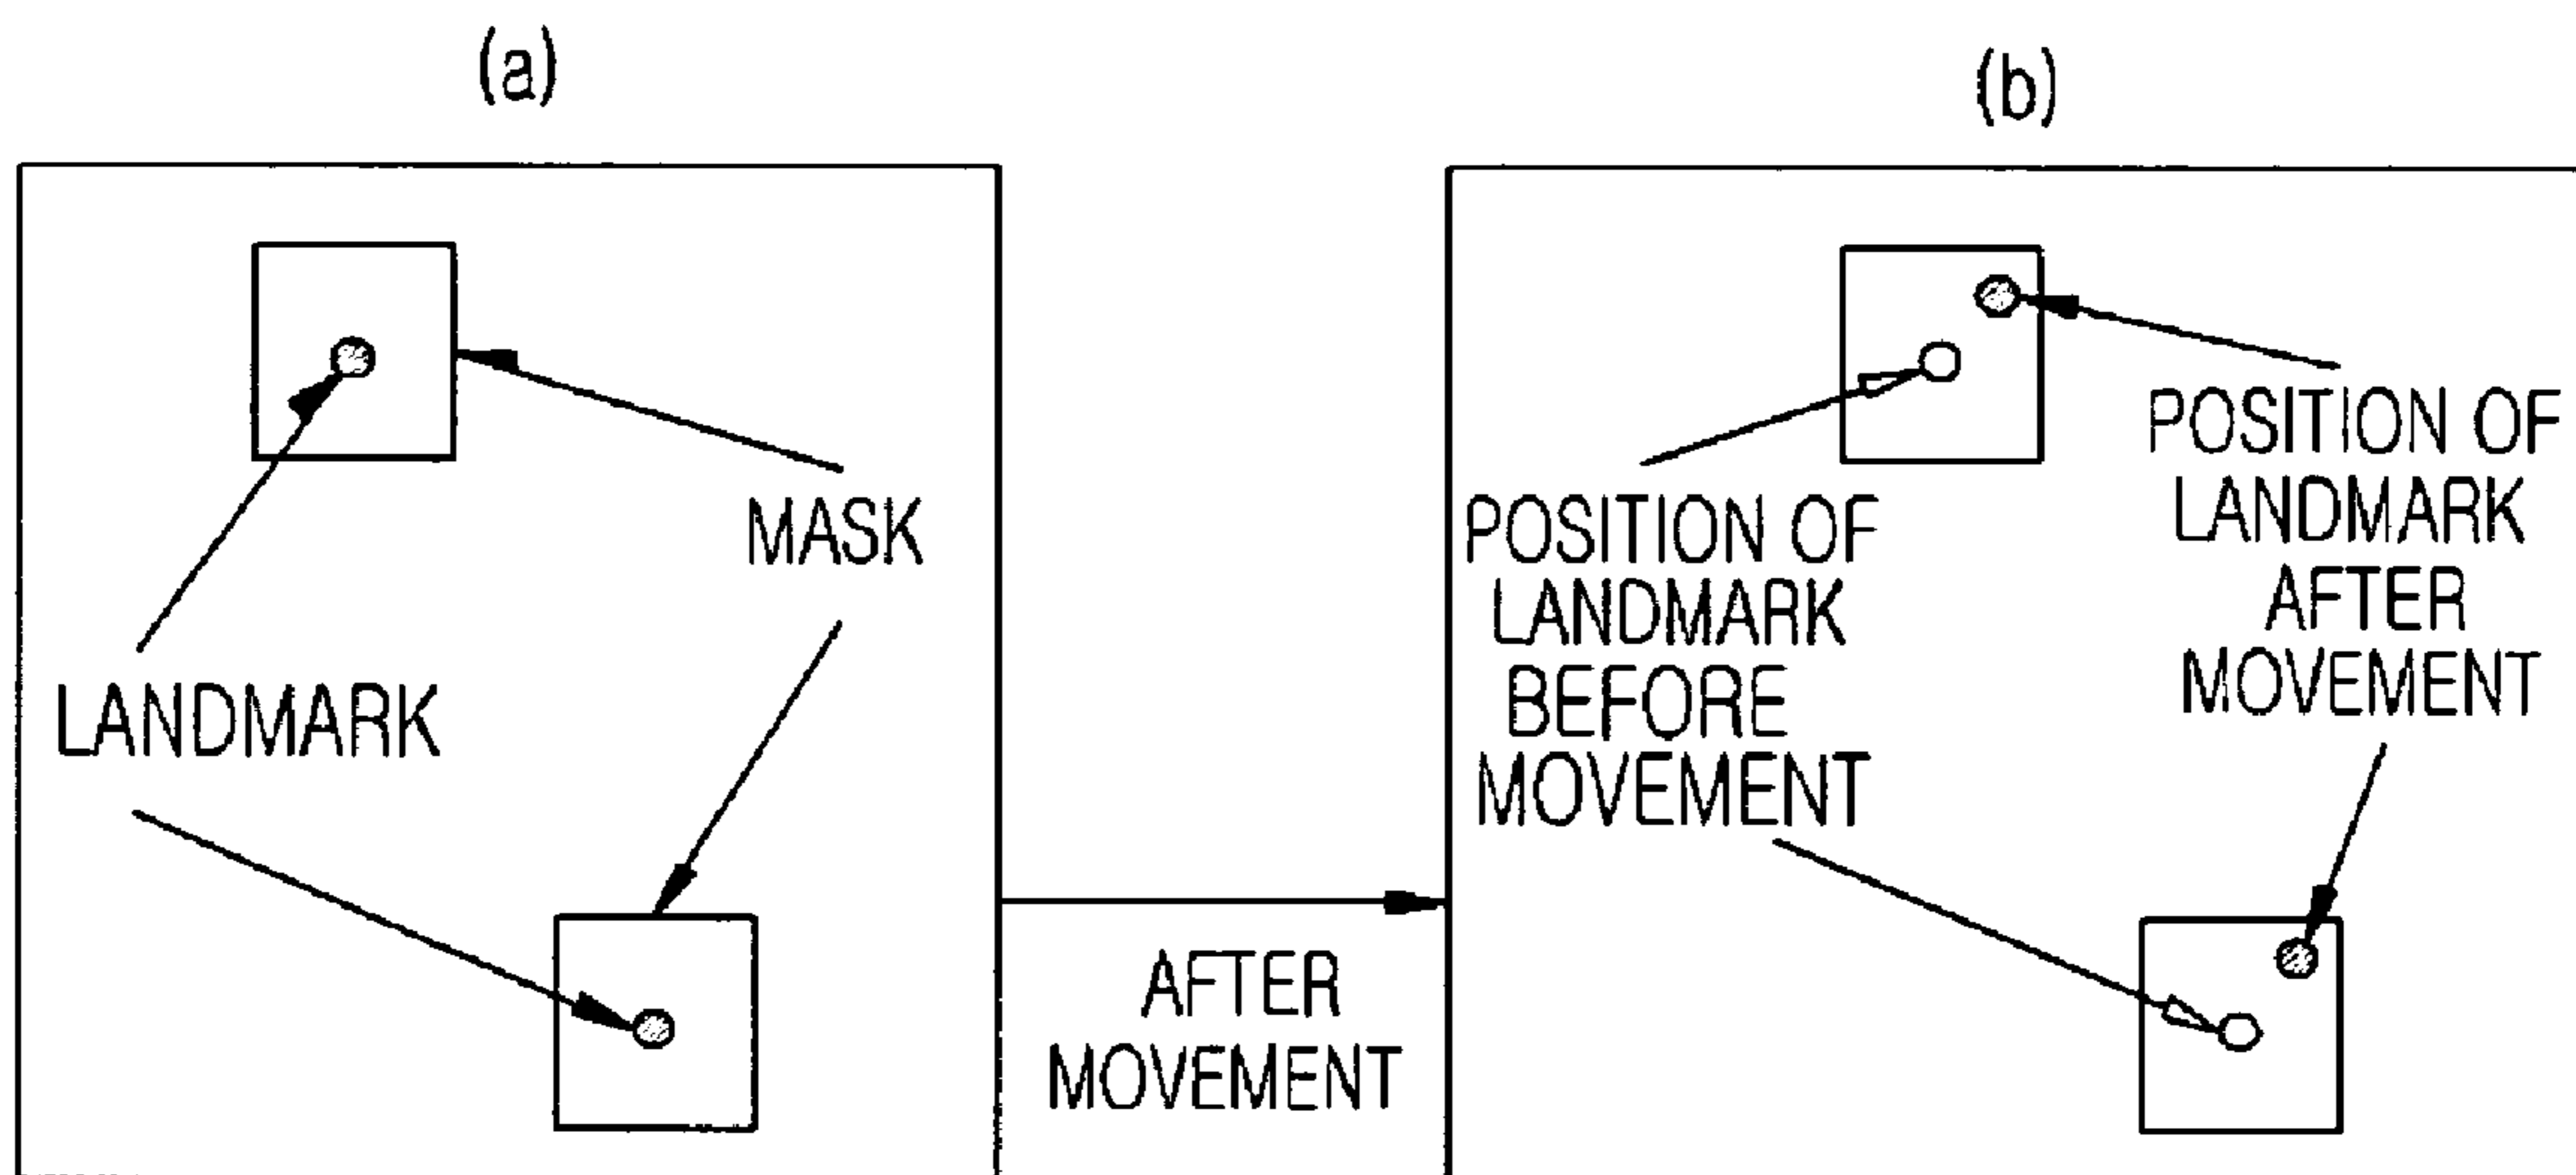 (a)
MASK
LANDMARK
AFTER
MOVEMENT
(b)
POSITION OF
LANDMARK
BEFORE
MOVEMENT
POSITION OF
LANDMARK
AFTER
MOVEMENT